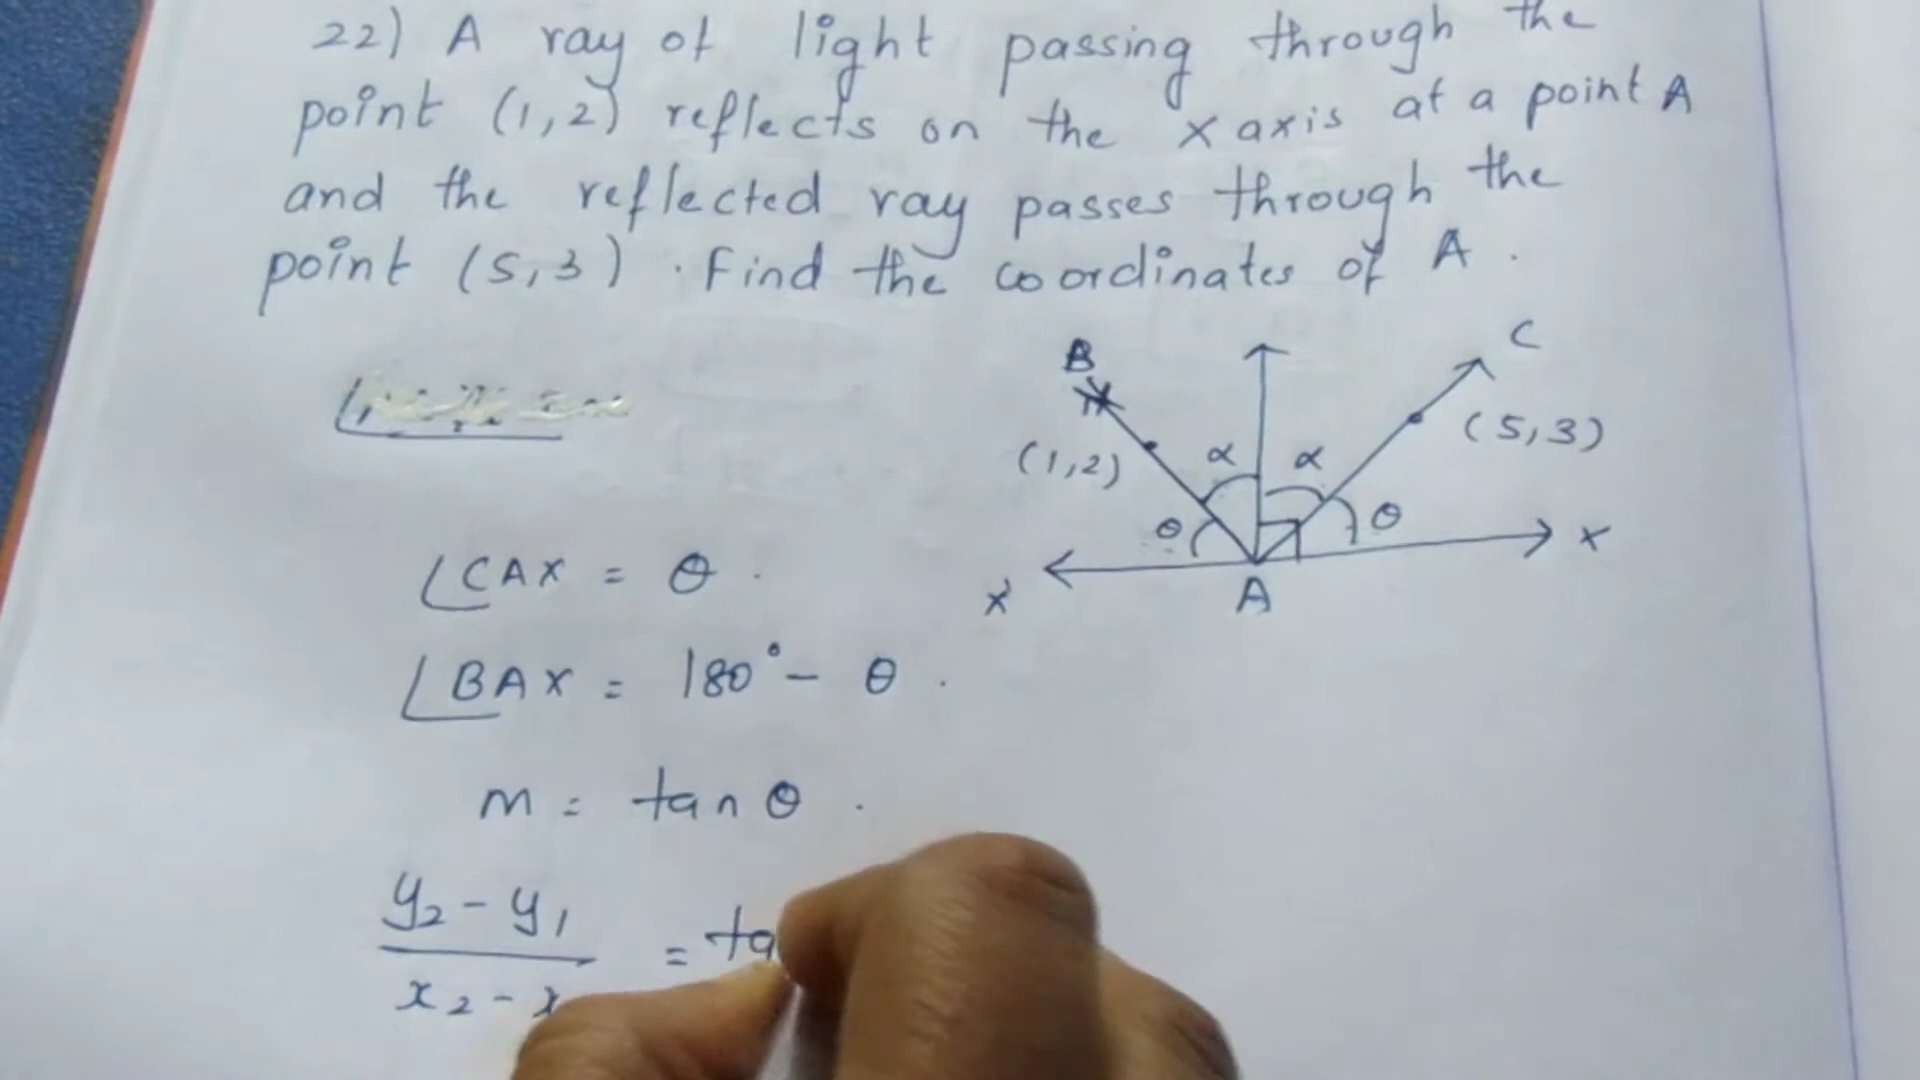 22) A ray of light passing through the
point (1,2) reflects on the x axis at a point A
and the reflected ray passes through the
point (5,3). Find the coordinates of A.
B
C
(1,2)
α
α
(5,3)
θ
θ
x
x'
A
∠CAX = θ.
∠BAX = 180° - θ.
m = tan θ.
y₂ - y₁
= ta
x₂ - x